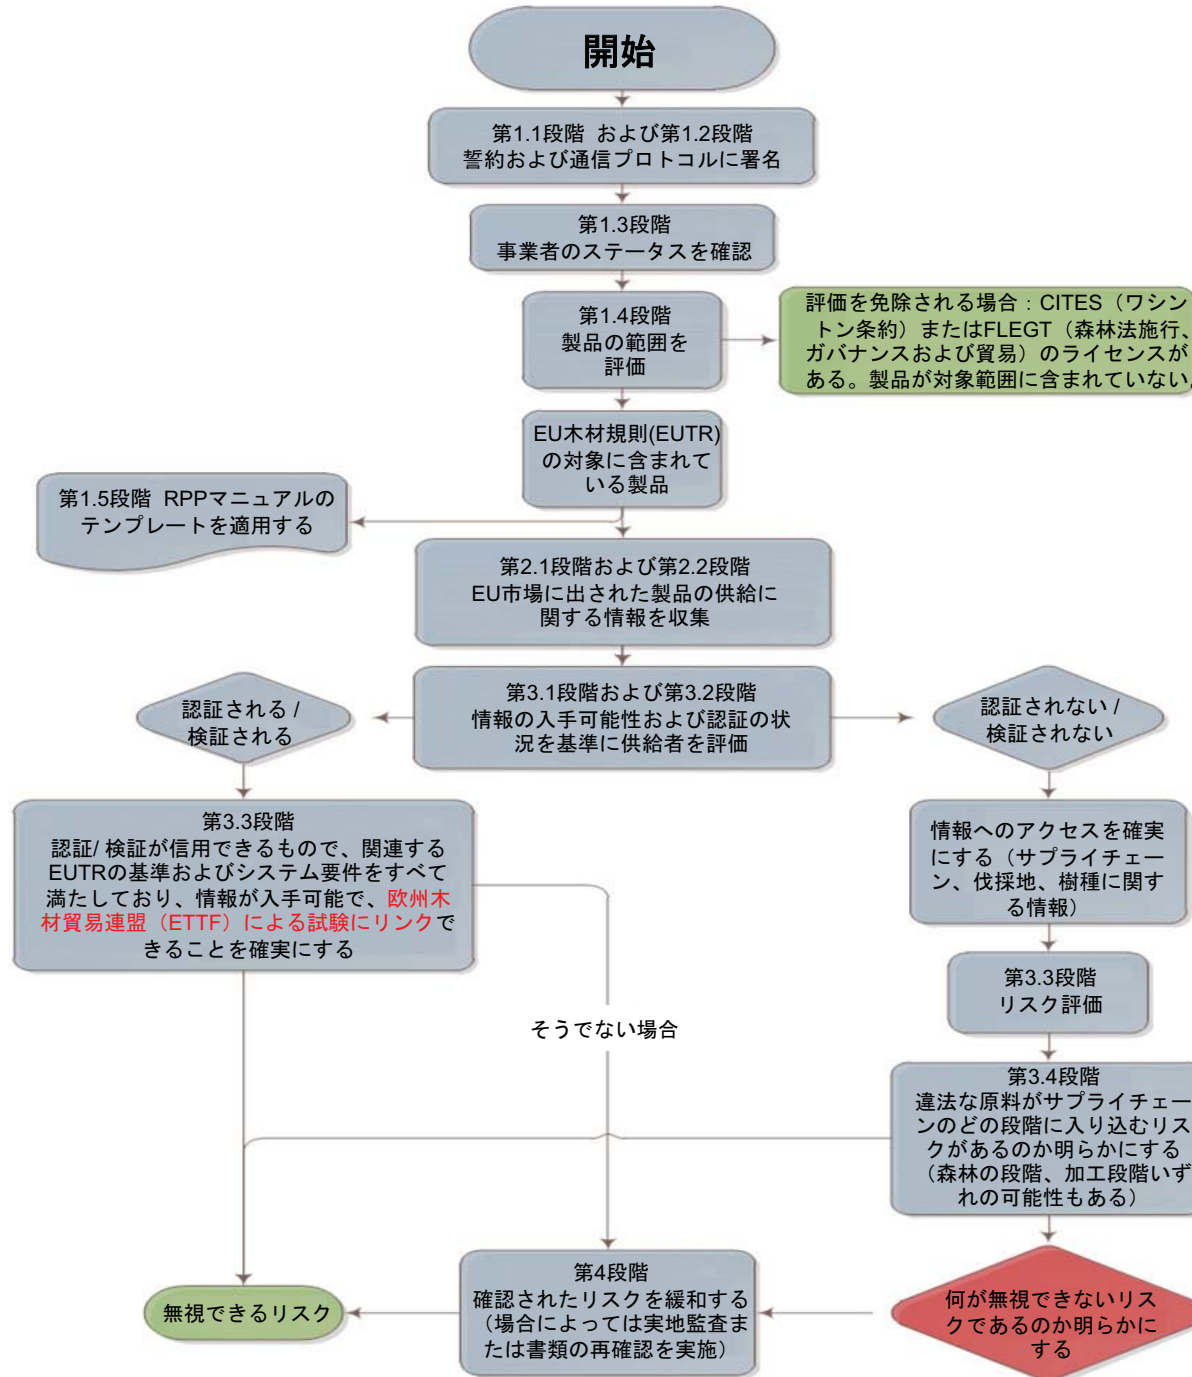 開始
第1.1段階 および第1.2段階
誓約および通信プロトコルに署名
第1.3段階
事業者のステータスを確認
第1.4段階
製品の範囲を
評価
評価を免除される場合：CITES（ワシン
トン条約）またはFLEGT（森林法施行、
ガバナンスおよび貿易）のライセンスが
ある。製品が対象範囲に含まれていない。
EU木材規則(EUTR)
の対象に含まれて
いる製品
第1.5段階 RPPマニュアルの
テンプレートを適用する
第2.1段階および第2.2段階
EU市場に出された製品の供給に
関する情報を収集
第3.1段階および第3.2段階
情報の入手可能性および認証の状
況を基準に供給者を評価
認証される /
検証される
認証されない /
検証されない
第3.3段階
認証/ 検証が信用できるもので、関連する
EUTRの基準およびシステム要件をすべて
満たしており、情報が入手可能で、欧州木
材貿易連盟（ETTF）による試験にリンクで
きることを確実にする
情報へのアクセスを確実
にする（サプライチェー
ン、伐採地、樹種に関す
る情報）
第3.3段階
リスク評価
そうでない場合
第3.4段階
違法な原料がサプライチェー
ンのどの段階に入り込むリス
クがあるのか明らかにする
（森林の段階、加工段階いず
れの可能性もある）
無視できるリスク
第4段階
確認されたリスクを緩和する
（場合によっては実地監査ま
たは書類の再確認を実施）
何が無視できないリス
クであるのか明らかに
する